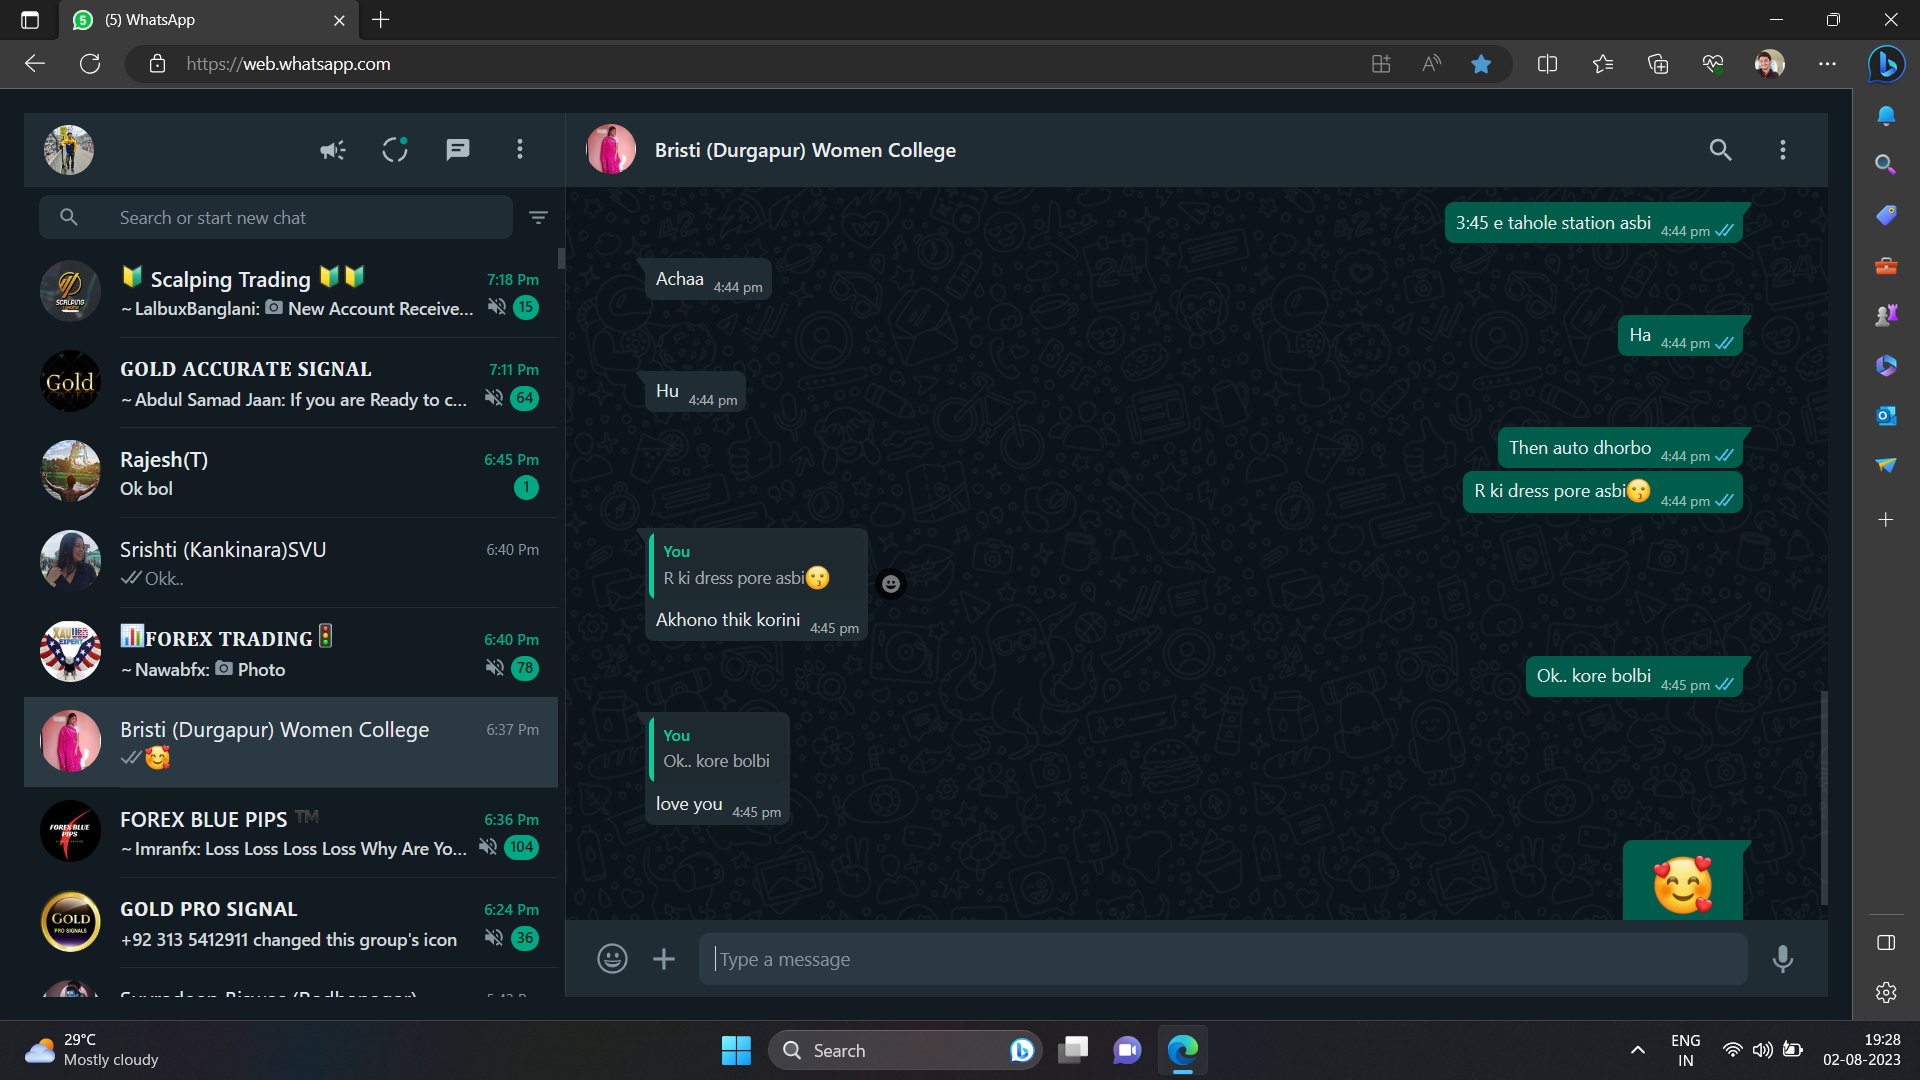 (5) WhatsApp
https://web.whatsapp.com
Bristi (Durgapur) Women College
Search or start new chat
🔰 Scalping Trading 🔰🔰
7:18 Pm
~ LalbuxBanglani: 📷 New Account Receive...
15
GOLD ACCURATE SIGNAL
7:11 Pm
~ Abdul Samad Jaan: If you are Ready to c...
64
Gold
Rajesh(T)
6:45 Pm
Ok bol
1
Srishti (Kankinara)SVU
6:40 Pm
Okk..
📊FOREX TRADING🚦
6:40 Pm
~ Nawabfx: 📷 Photo
78
Bristi (Durgapur) Women College
6:37 Pm
🥰
FOREX BLUE PIPS ™️
6:36 Pm
~ Imranfx: Loss Loss Loss Loss Why Are Yo...
104
FOREX BLUE
PIPS
GOLD PRO SIGNAL
6:24 Pm
+92 313 5412911 changed this group's icon
36
GOLD
PRO SIGNALS
3:45 e tahole station asbi 4:44 pm
Achaa 4:44 pm
Ha 4:44 pm
Hu 4:44 pm
Then auto dhorbo 4:44 pm
R ki dress pore asbi😗 4:44 pm
You
R ki dress pore asbi😗
Akhono thik korini 4:45 pm
Ok.. kore bolbi 4:45 pm
You
Ok.. kore bolbi
love you 4:45 pm
🥰
Type a message
29°C
Mostly cloudy
Search
ENG
IN
19:28
02-08-2023